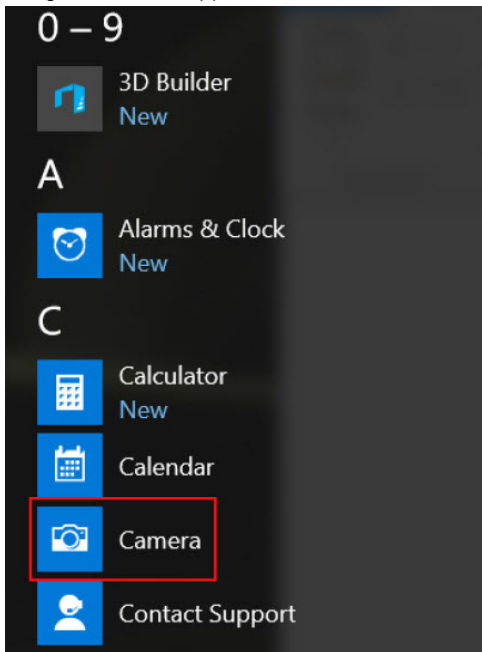 0 – 9
3D Builder
New
A
Alarms & Clock
New
C
Calculator
New
Calendar
Camera
Contact Support